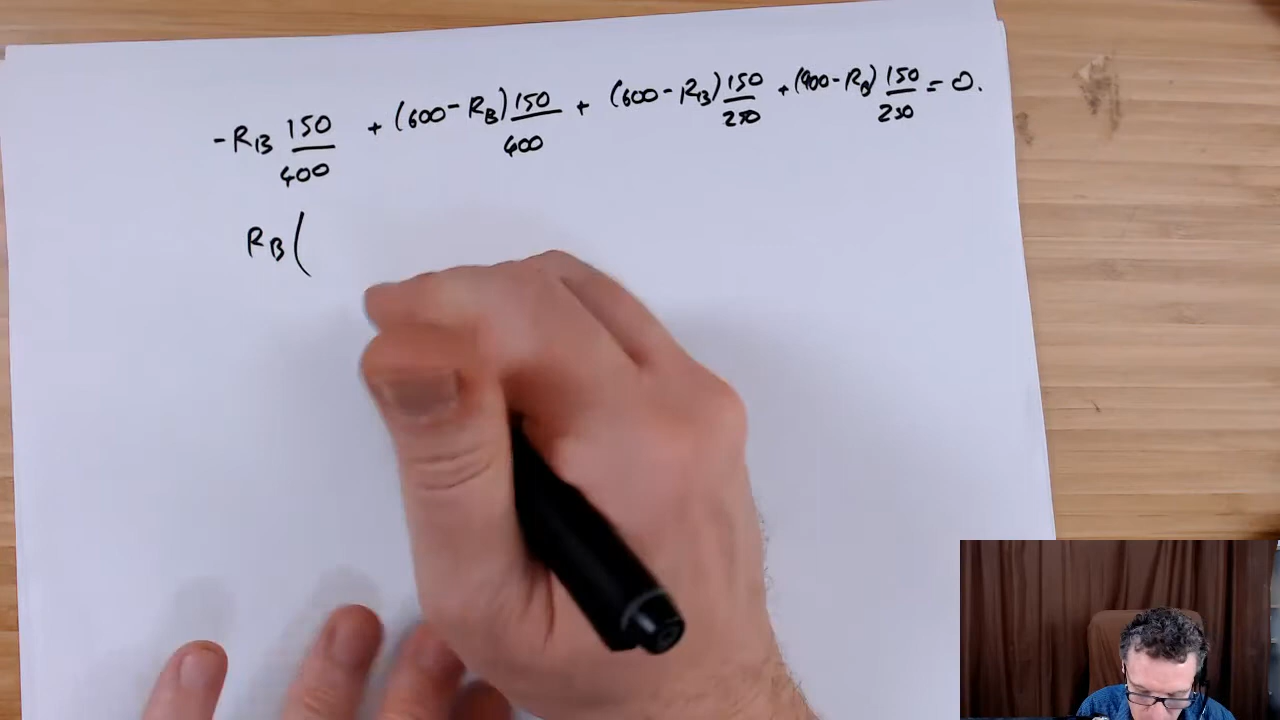 -R_B 150/400 + (600-R_B) 150/400 + (600-R_B) 150/250 + (900-R_B) 150/250 = 0.
R_B (